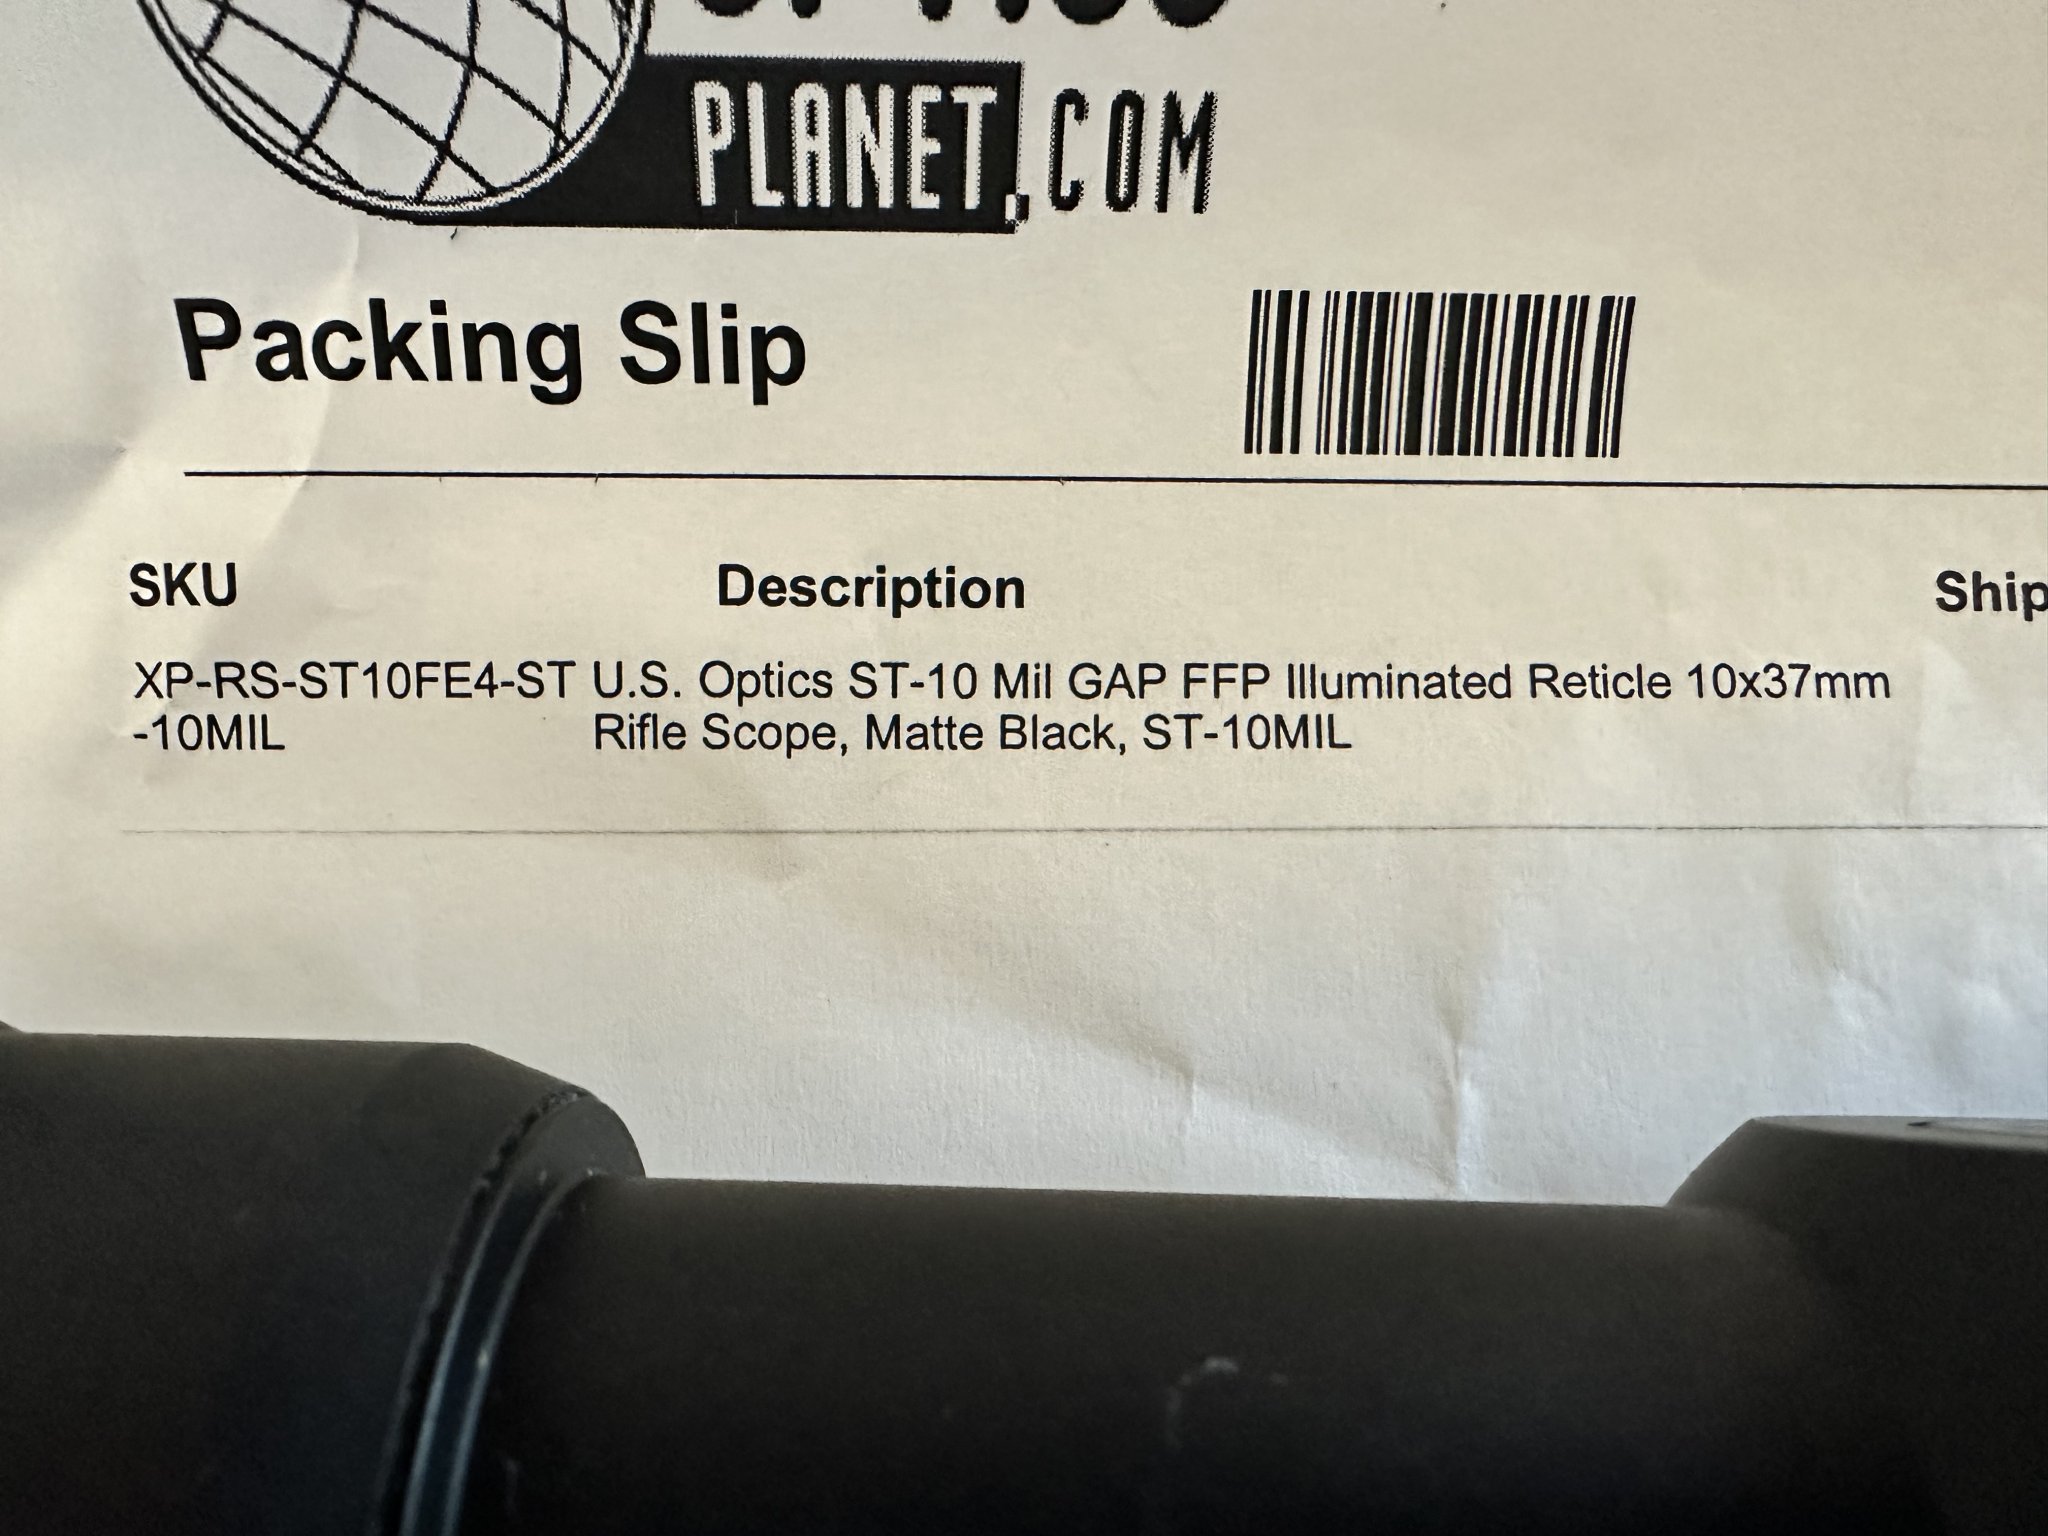 PLANET.COM
Packing Slip
SKU Description
XP-RS-ST10FE4-ST U.S. Optics ST-10 Mil GAP FFP Illuminated Reticle 10x37mm
-10MIL Rifle Scope, Matte Black, ST-10MIL